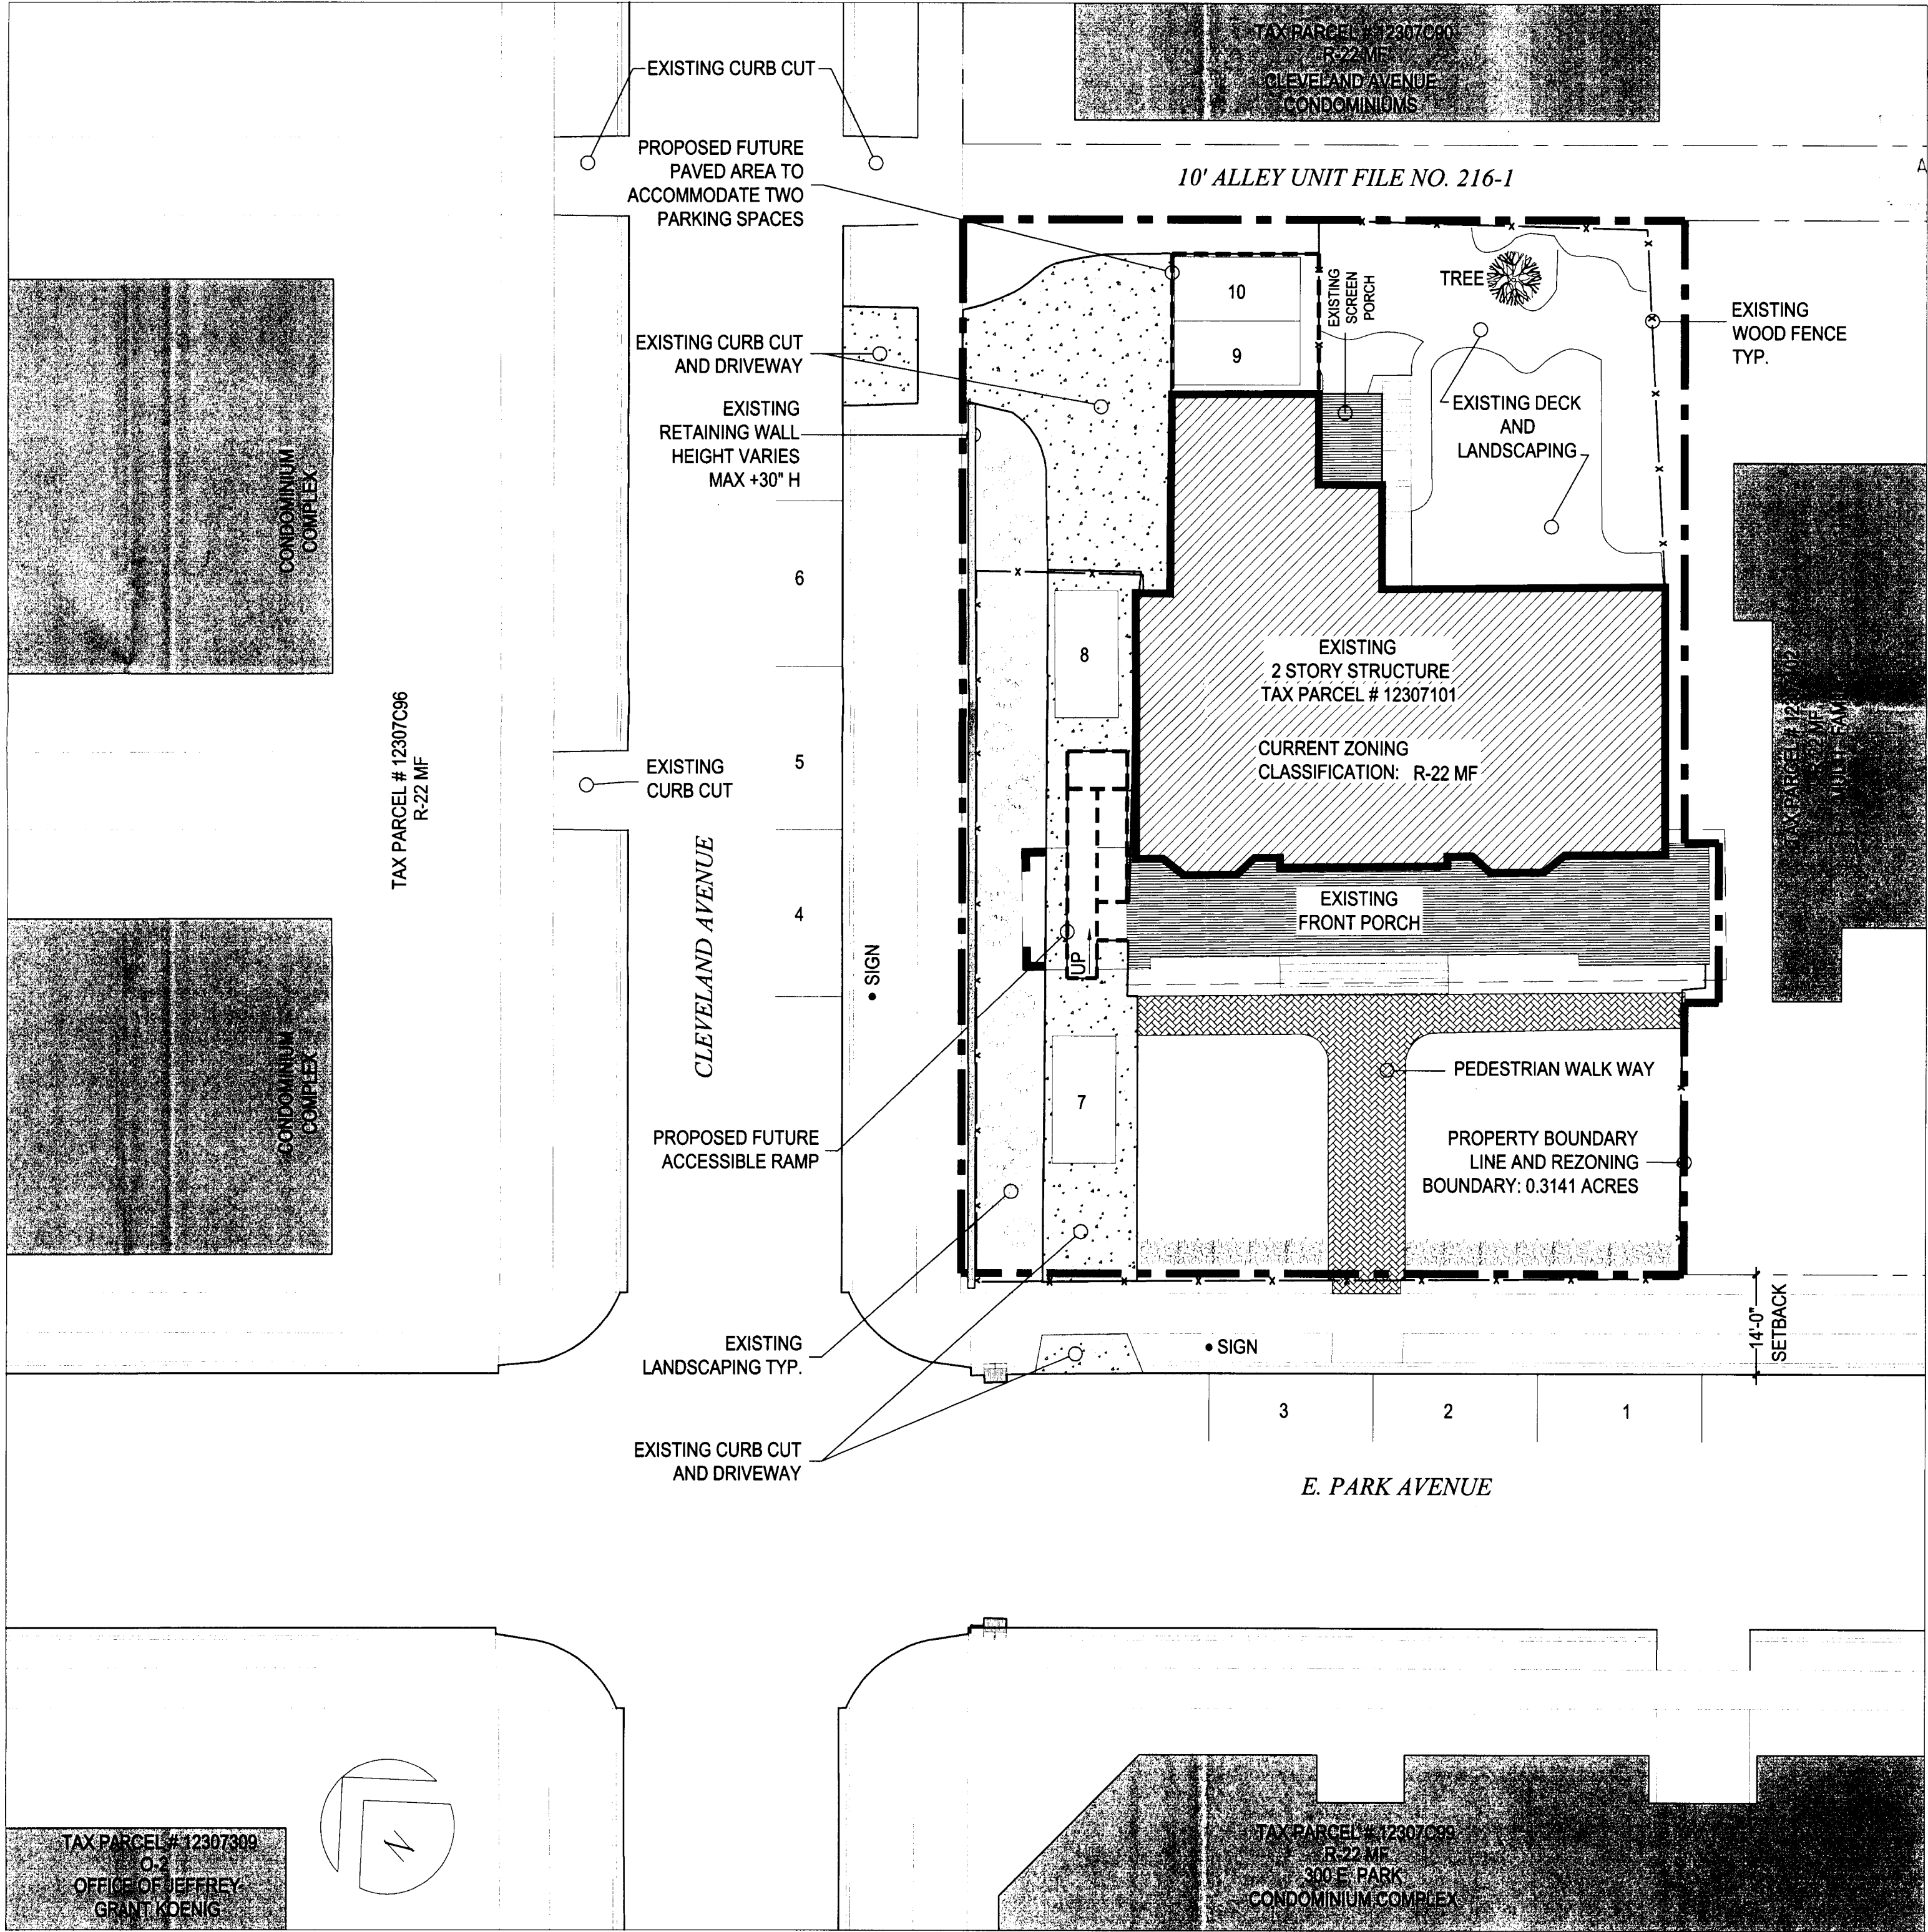 TAX PARCEL # 12307C90
R-22 MF
CLEVELAND AVENUE
CONDOMINIUMS
EXISTING CURB CUT
PROPOSED FUTURE
PAVED AREA TO
ACCOMMODATE TWO
PARKING SPACES
10' ALLEY UNIT FILE NO. 216-1
A
TREE
EXISTING
SCREEN
PORCH
10
9
EXISTING
WOOD FENCE
TYP.
EXISTING CURB CUT
AND DRIVEWAY
EXISTING
RETAINING WALL
HEIGHT VARIES
MAX +30" H
EXISTING DECK
AND
LANDSCAPING
CONDOMINIUM
COMPLEX
6
8
EXISTING
2 STORY STRUCTURE
TAX PARCEL # 12307101
CURRENT ZONING
CLASSIFICATION: R-22 MF
TAX PARCEL #
MF
TAX PARCEL # 12307C96
R-22 MF
EXISTING
CURB CUT
5
CLEVELAND AVENUE
4
SIGN
UP
EXISTING
FRONT PORCH
CONDOMINIUM
COMPLEX
7
PEDESTRIAN WALK WAY
PROPOSED FUTURE
ACCESSIBLE RAMP
PROPERTY BOUNDARY
LINE AND REZONING
BOUNDARY: 0.3141 ACRES
EXISTING
LANDSCAPING TYP.
SIGN
14'-0"
SETBACK
3
2
1
EXISTING CURB CUT
AND DRIVEWAY
E. PARK AVENUE
N
TAX PARCEL # 12307309
O-2
OFFICE OF JEFFREY
GRANT KOENIG
TAX PARCEL # 12307C99
R-22 MF
300 E. PARK
CONDOMINIUM COMPLEX